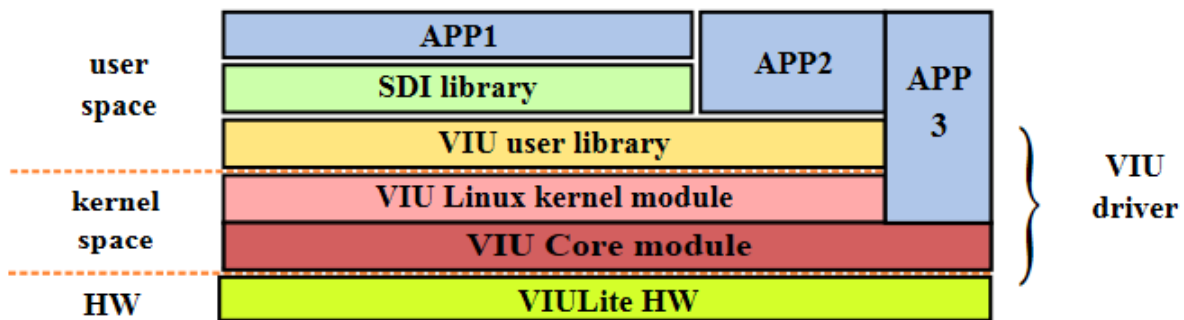 user
space
APP1
SDI library
APP2
APP
3
VIU user library
kernel
space
VIU Linux kernel module
VIU Core module
VIU
driver
HW
VIULite HW